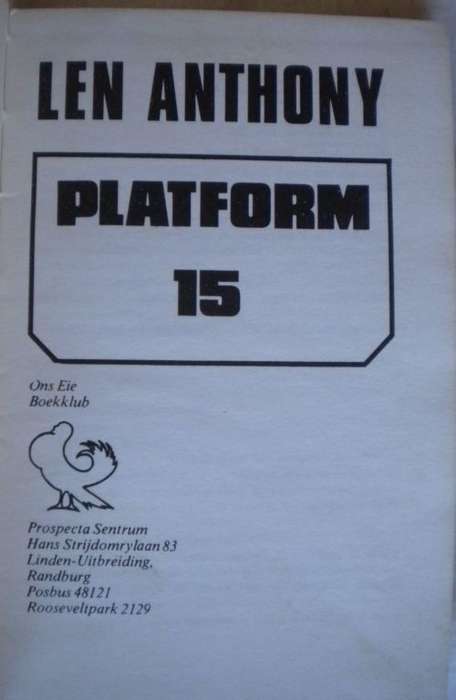 LEN ANTHONY
PLATFORM
15
Ons Eie
Boekklub
Prospecta Sentrum
Hans Strijdomrylaan 83
Linden-Uitbreiding,
Randburg
Posbus 48121
Rooseveltpark 2129